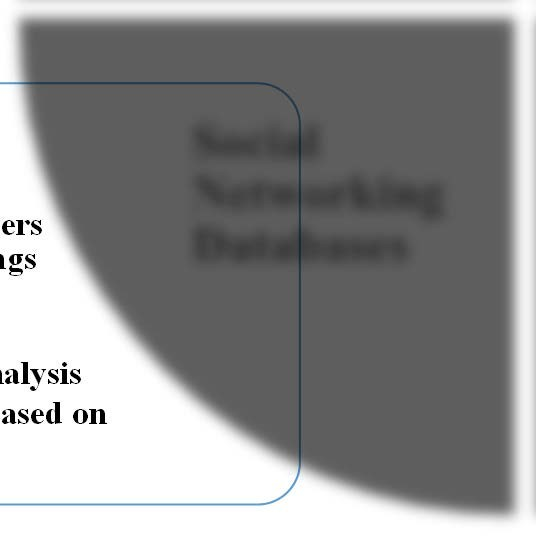 Social
Networking
Databases
ers
ngs
nalysis
ased on